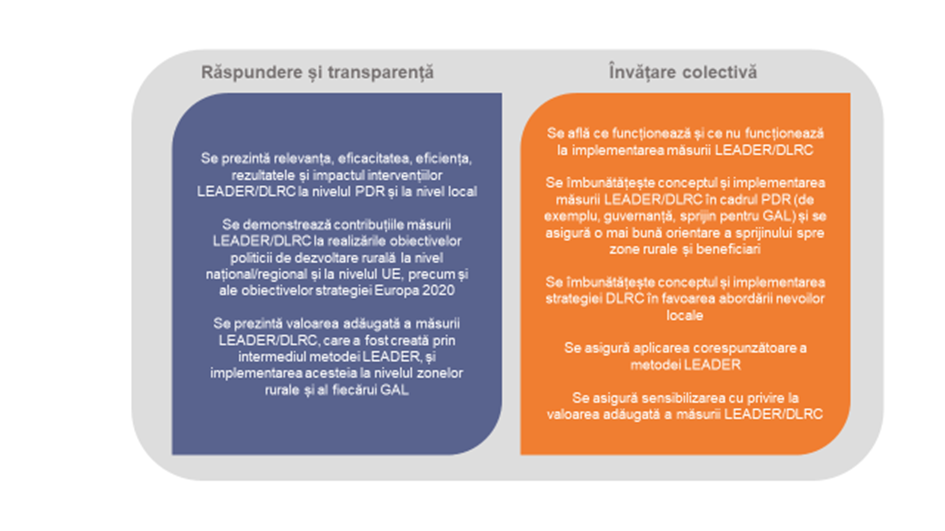 Răspundere și transparență
Se prezintă relevanța, eficacitatea, eficiența,
rezultatele și impactul intervențiilor
LEADER/DLRC la nivelul PDR și la nivel local
Se demonstrează contribuțiile măsurii
LEADER/DLRC la realizările obiectivelor
politicii de dezvoltare rurală la nivel
național/regional și la nivelul UE, precum și
ale obiectivelor strategiei Europa 2020
Se prezintă valoarea adăugată a măsurii
LEADER/DLRC, care a fost creată prin
intermediul metodei LEADER, și
implementarea acesteia la nivelul zonelor
rurale și al fiecărui GAL
Învățare colectivă
Se află ce funcționează și ce nu funcționează
la implementarea măsurii LEADER/DLRC
Se îmbunătățește conceptul și implementarea
măsurii LEADER/DLRC în cadrul PDR (de
exemplu, guvernanță, sprijin pentru GAL) și se
asigură o mai bună orientare a sprijinului spre
zone rurale și beneficiari
Se îmbunătățește conceptul și implementarea
strategiei DLRC în favoarea abordării nevoilor
locale
Se asigură aplicarea corespunzătoare a
metodei LEADER
Se asigură sensibilizarea cu privire la
valoarea adăugată a măsurii LEADER/DLRC